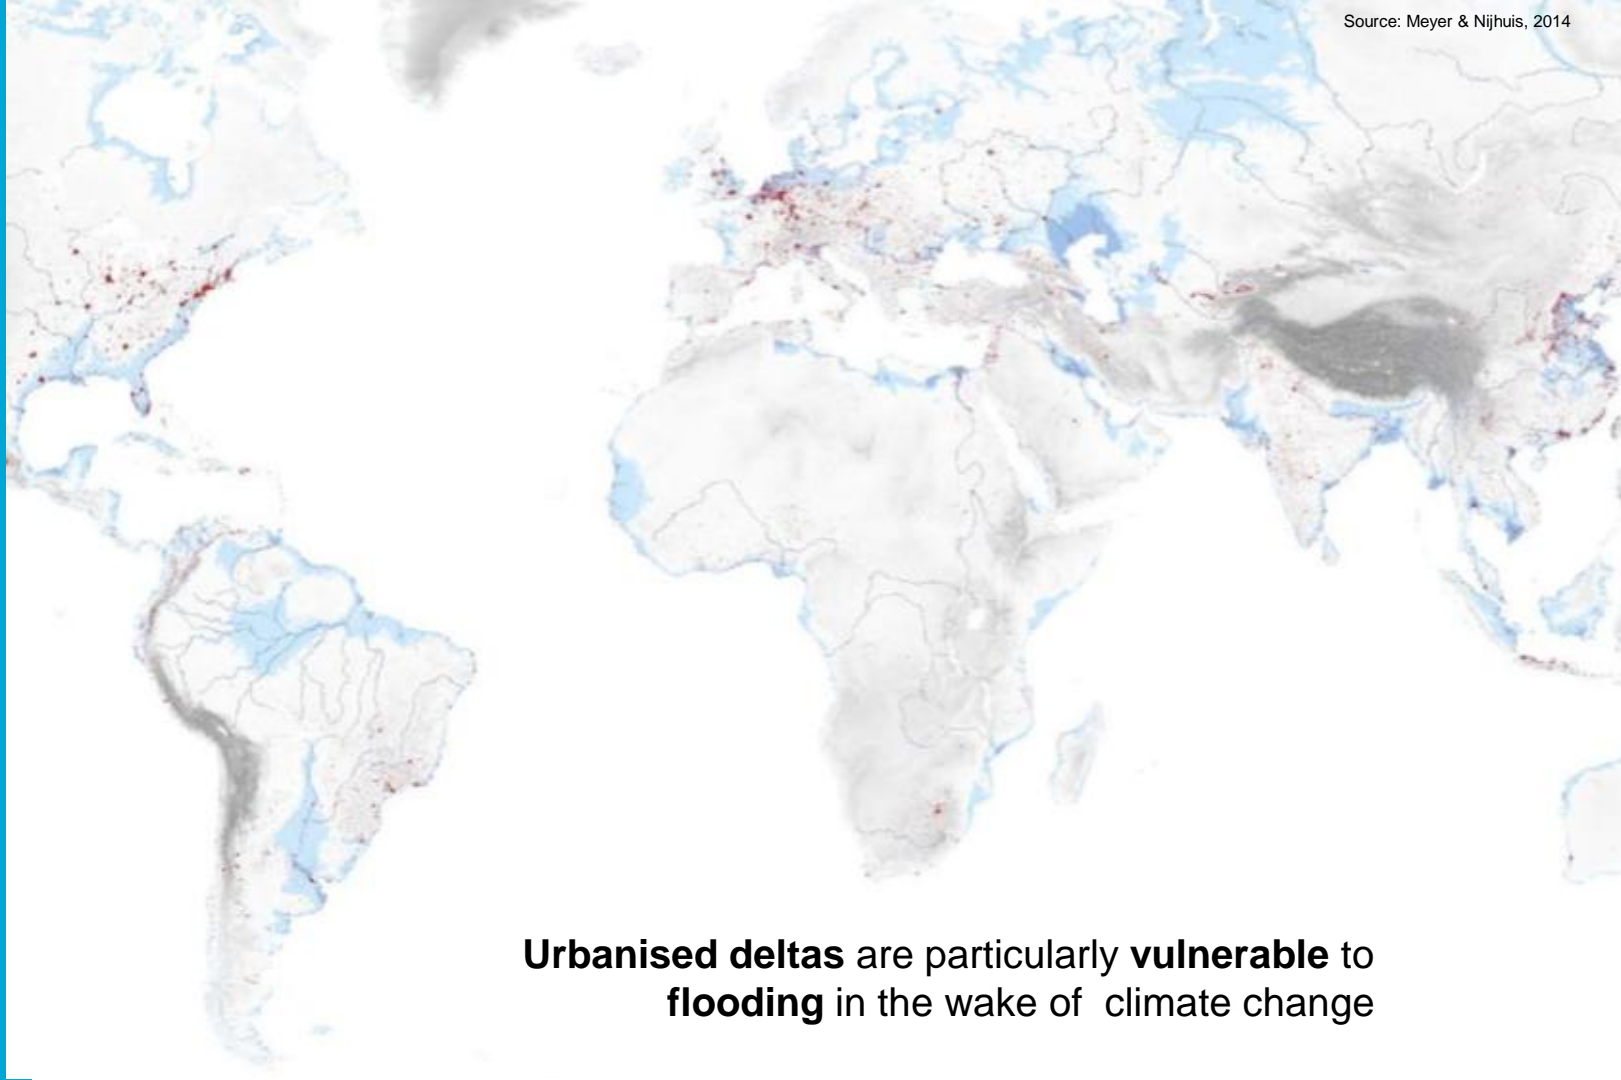 Source: Meyer & Nijhuis, 2014
Urbanised deltas are particularly vulnerable to
flooding in the wake of  climate change